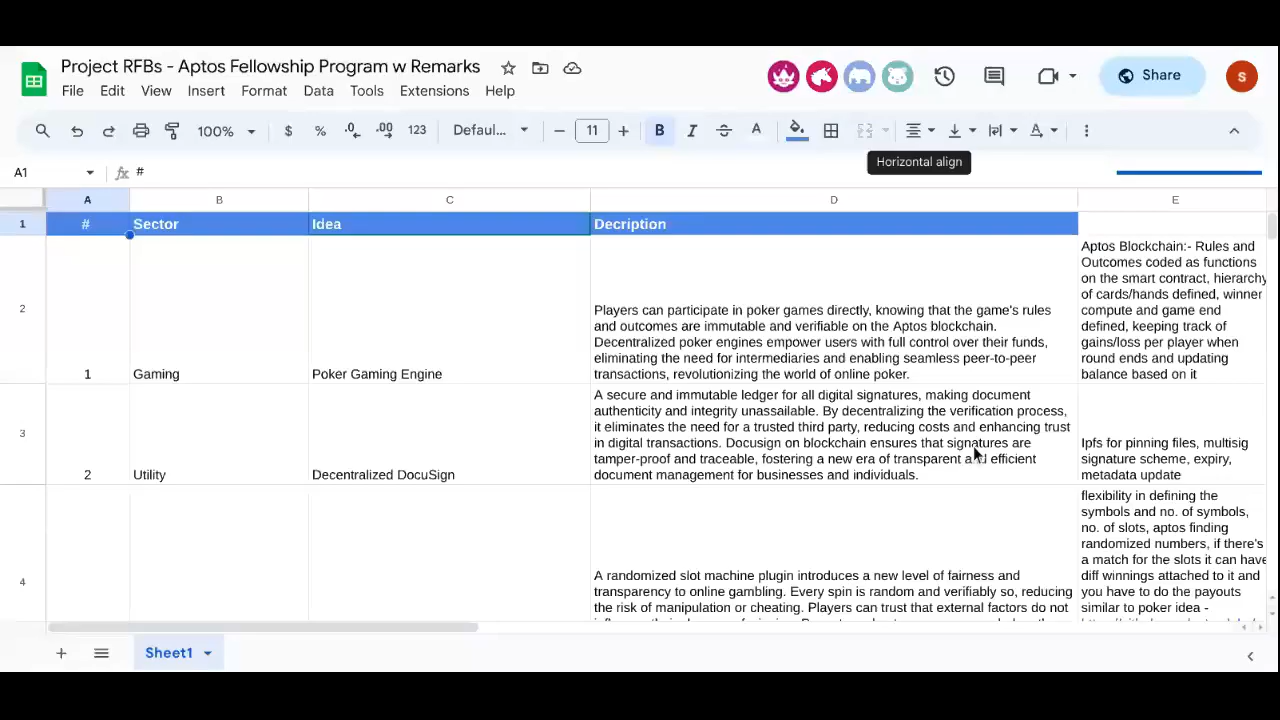 Project RFBs - Aptos Fellowship Program w Remarks
Share
S
File Edit View Insert Format Data Tools Extensions Help
100% $ % .0 .00 123 Defaul... 11 B I A
Horizontal align
A1 fx #
A B C D E
1 # Sector Idea Decription
2
Aptos Blockchain:- Rules and
Outcomes coded as functions
on the smart contract, hierarchy
of cards/hands defined, winner
compute and game end
defined, keeping track of
gains/loss per player when
round ends and updating
balance based on it
Players can participate in poker games directly, knowing that the game's rules
and outcomes are immutable and verifiable on the Aptos blockchain.
Decentralized poker engines empower users with full control over their funds,
eliminating the need for intermediaries and enabling seamless peer-to-peer
transactions, revolutionizing the world of online poker.
1 Gaming Poker Gaming Engine
3
A secure and immutable ledger for all digital signatures, making document
authenticity and integrity unassailable. By decentralizing the verification process,
it eliminates the need for a trusted third party, reducing costs and enhancing trust
in digital transactions. Docusign on blockchain ensures that signatures are
tamper-proof and traceable, fostering a new era of transparent and efficient
document management for businesses and individuals.
Ipfs for pinning files, multisig
signature scheme, expiry,
metadata update
2 Utility Decentralized DocuSign
4
A randomized slot machine plugin introduces a new level of fairness and
transparency to online gambling. Every spin is random and verifiably so, reducing
the risk of manipulation or cheating. Players can trust that external factors do not
flexibility in defining the
symbols and no. of symbols,
no. of slots, aptos finding
randomized numbers, if there's
a match for the slots it can have
diff winnings attached to it and
you have to do the payouts
similar to poker idea -
Sheet1